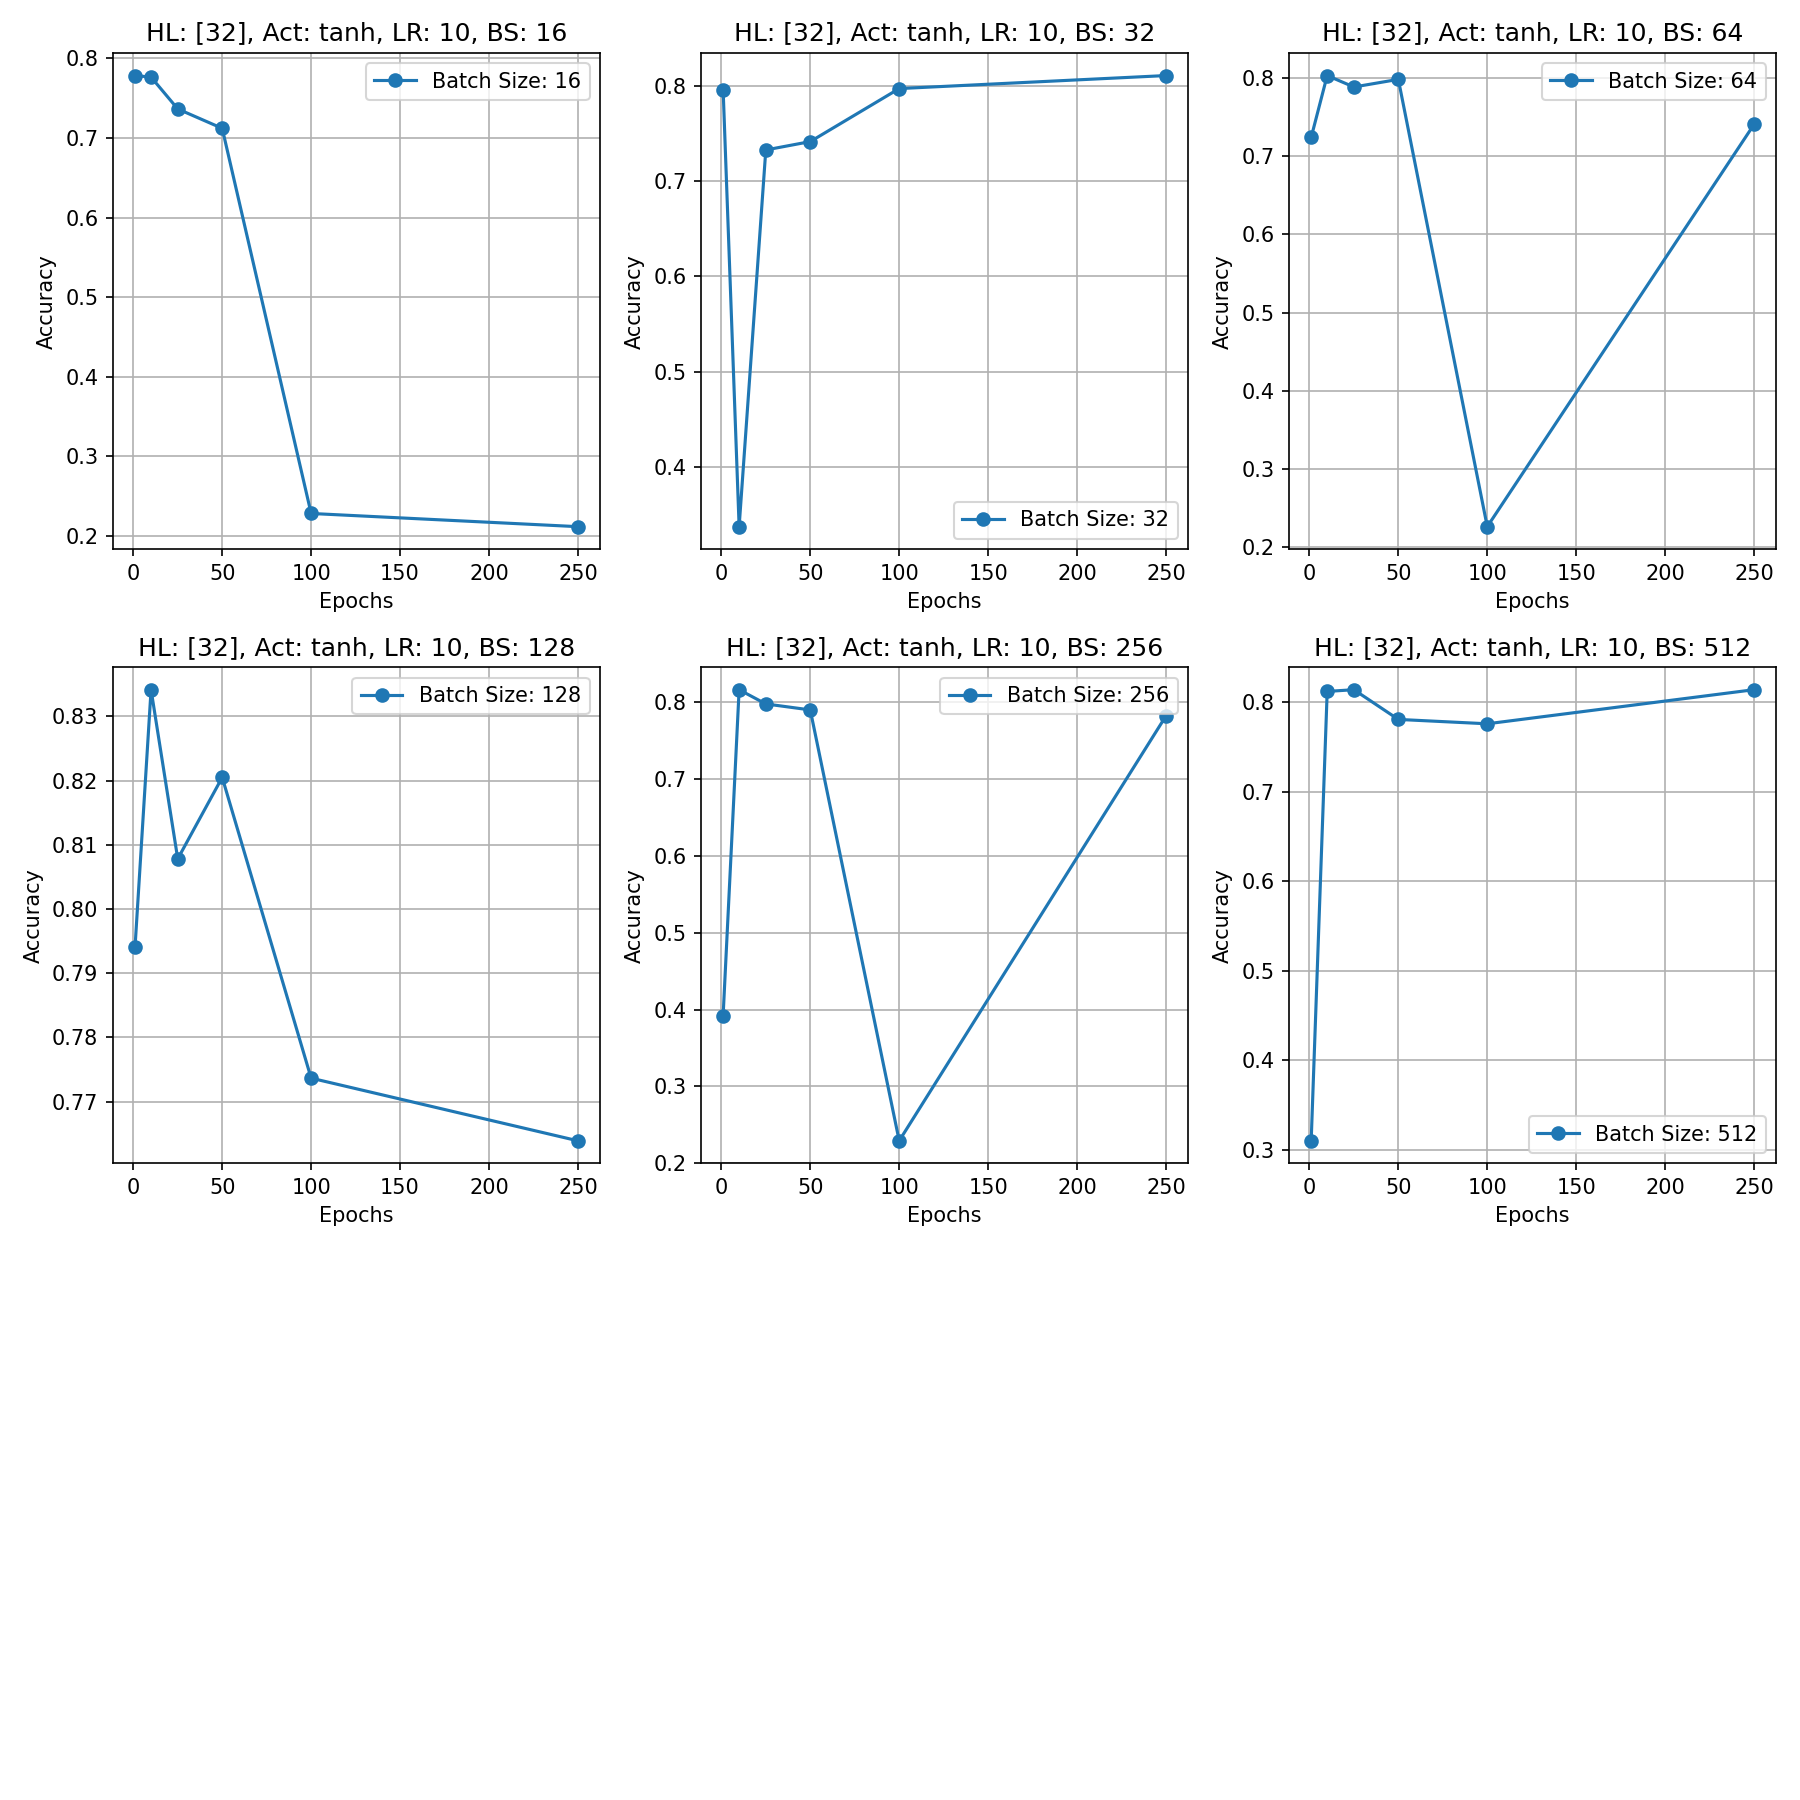 HL: [32], Act: tanh, LR: 10, BS: 16
0.8
0.7
0.6
0.5
0.4
0.3
0.2
Accuracy
Batch Size: 16
0 50 100 150 200 250
Epochs
HL: [32], Act: tanh, LR: 10, BS: 32
0.8
0.7
0.6
0.5
0.4
Accuracy
Batch Size: 32
0 50 100 150 200 250
Epochs
HL: [32], Act: tanh, LR: 10, BS: 64
0.8
0.7
0.6
0.5
0.4
0.3
0.2
Accuracy
Batch Size: 64
0 50 100 150 200 250
Epochs
HL: [32], Act: tanh, LR: 10, BS: 128
0.83
0.82
0.81
0.80
0.79
0.78
0.77
Accuracy
Batch Size: 128
0 50 100 150 200 250
Epochs
HL: [32], Act: tanh, LR: 10, BS: 256
0.8
0.7
0.6
0.5
0.4
0.3
0.2
Accuracy
Batch Size: 256
0 50 100 150 200 250
Epochs
HL: [32], Act: tanh, LR: 10, BS: 512
0.8
0.7
0.6
0.5
0.4
0.3
Accuracy
Batch Size: 512
0 50 100 150 200 250
Epochs